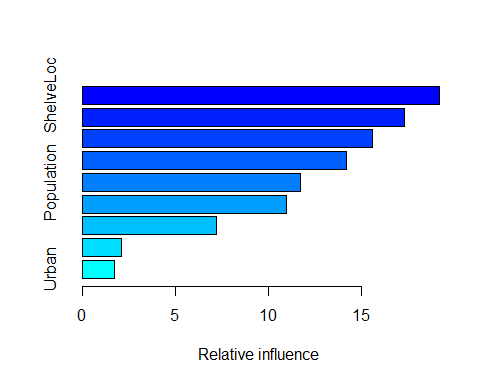 ShelveLoc
Population
Urban
0 5 10 15
Relative influence